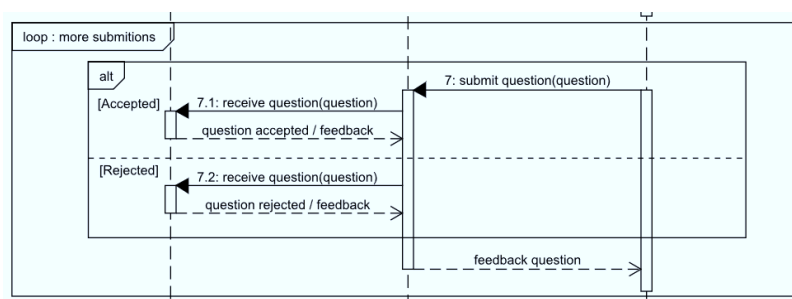 loop : more submitions
alt
7: submit question(question)
[Accepted]
7.1: receive question(question)
question accepted / feedback
[Rejected]
7.2: receive question(question)
question rejected / feedback
feedback question